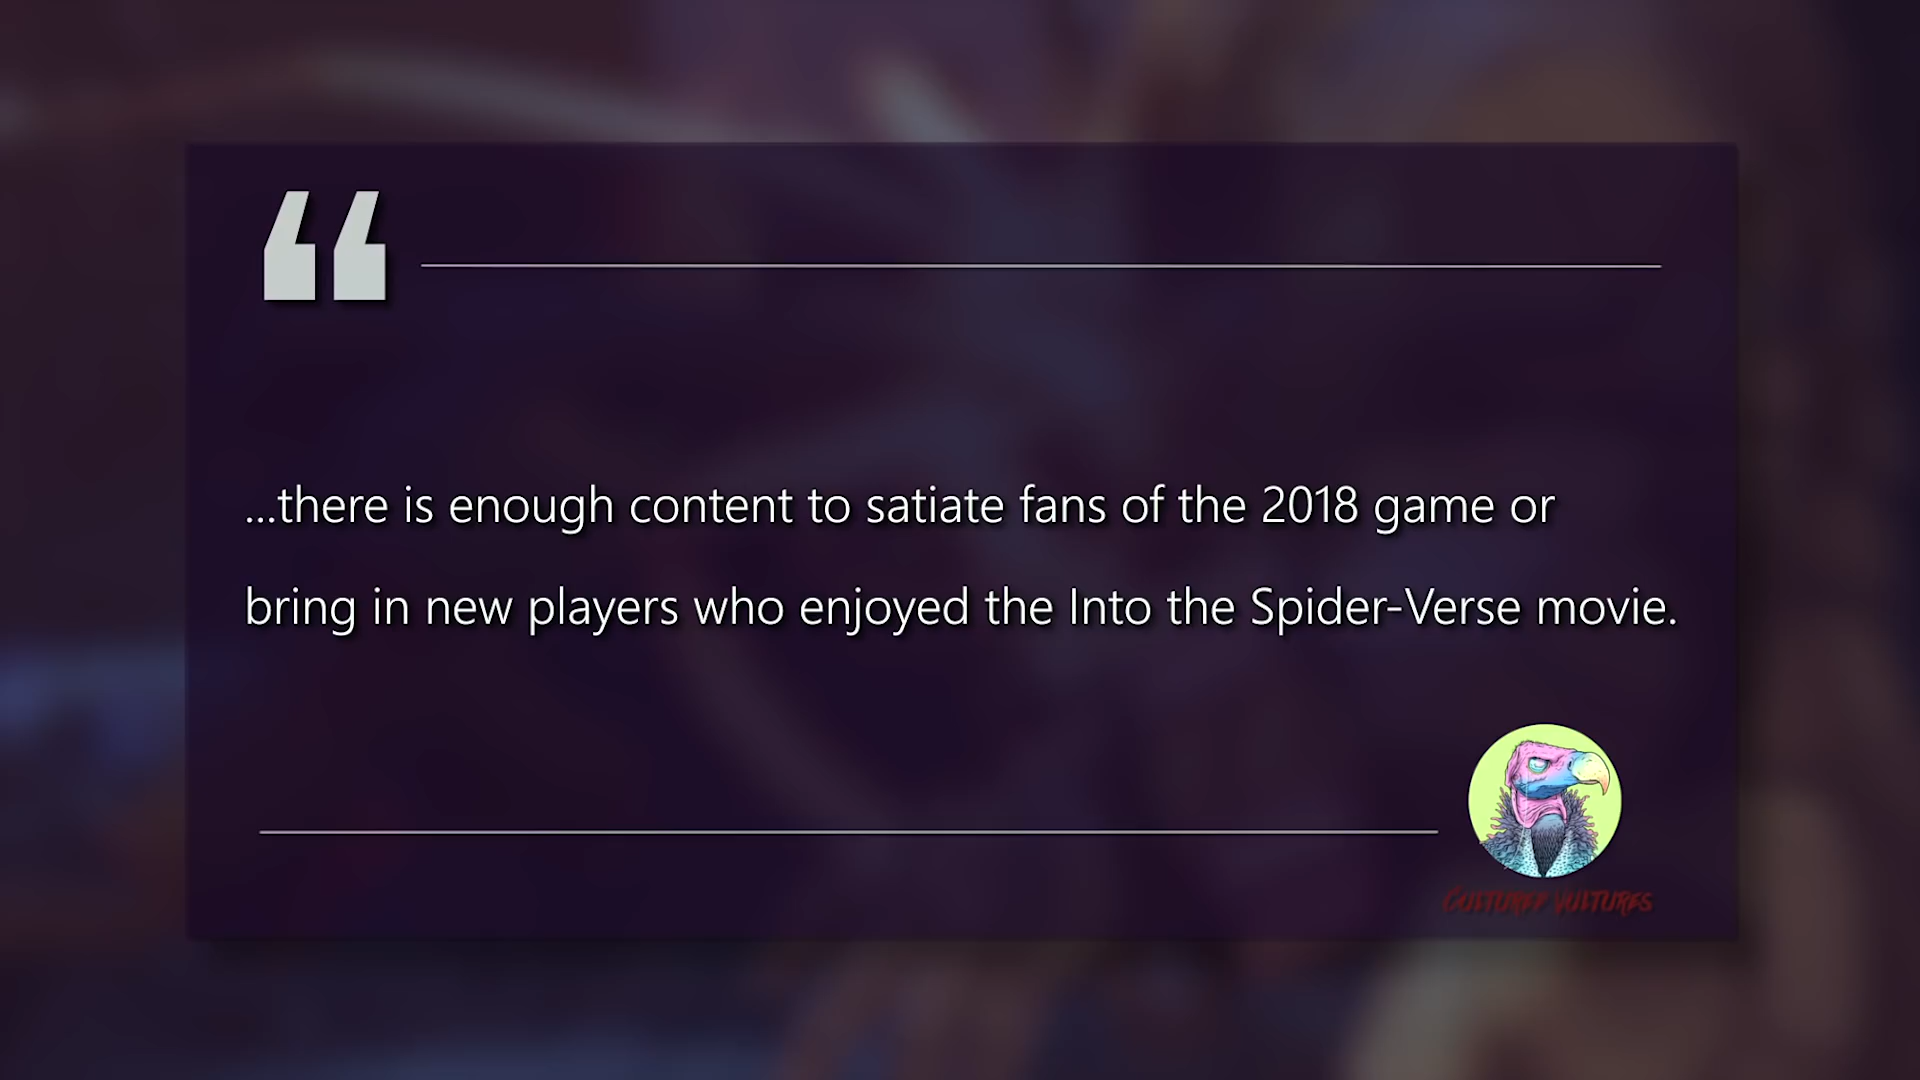 “
...there is enough content to satiate fans of the 2018 game or
bring in new players who enjoyed the Into the Spider-Verse movie.
Cultured Vultures